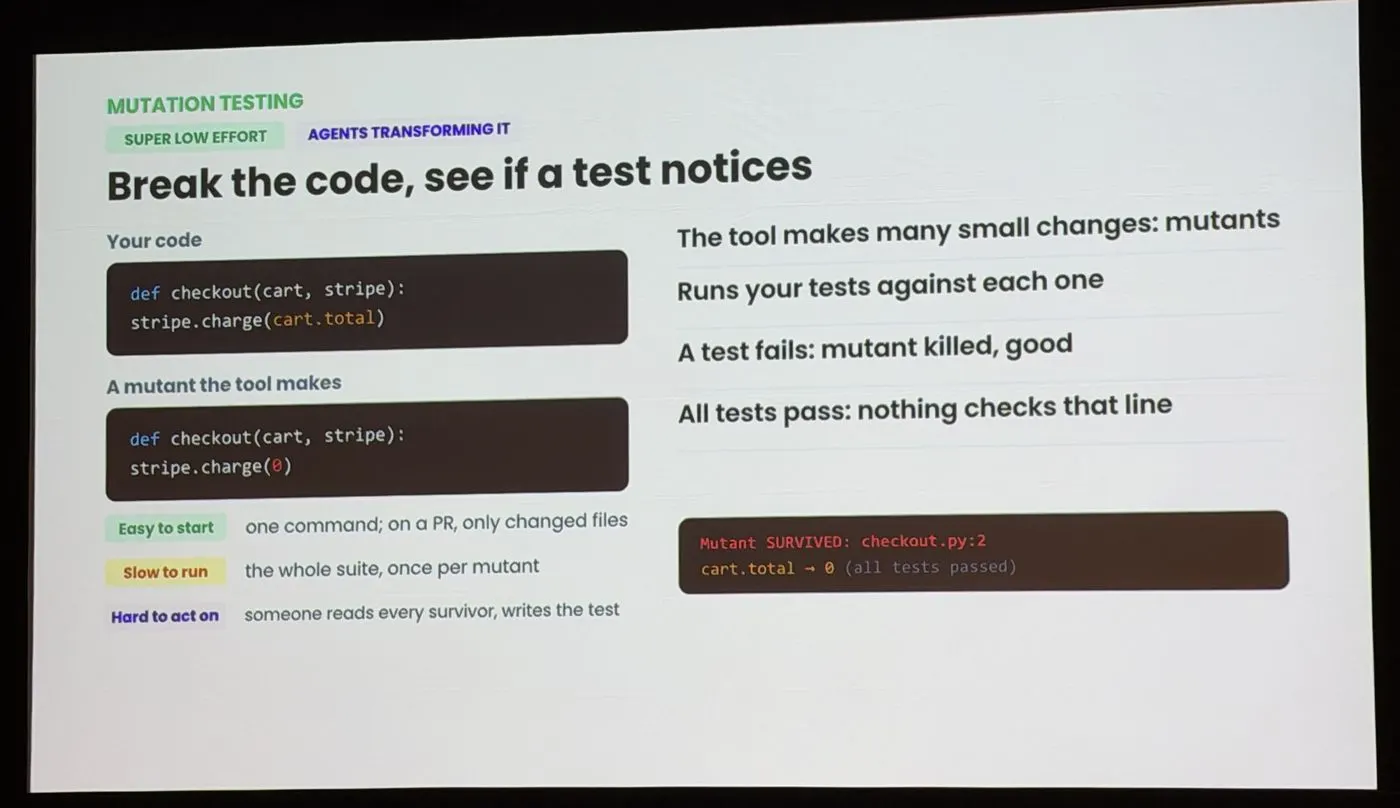 MUTATION TESTING
SUPER LOW EFFORT
AGENTS TRANSFORMING IT
Break the code, see if a test notices
Your code
def checkout(cart, stripe):
stripe.charge(cart.total)
A mutant the tool makes
def checkout(cart, stripe):
stripe.charge(0)
Easy to start one command; on a PR, only changed files
Slow to run the whole suite, once per mutant
Hard to act on someone reads every survivor, writes the test
The tool makes many small changes: mutants
Runs your tests against each one
A test fails: mutant killed, good
All tests pass: nothing checks that line
Mutant SURVIVED: checkout.py:2
cart.total → 0 (all tests passed)